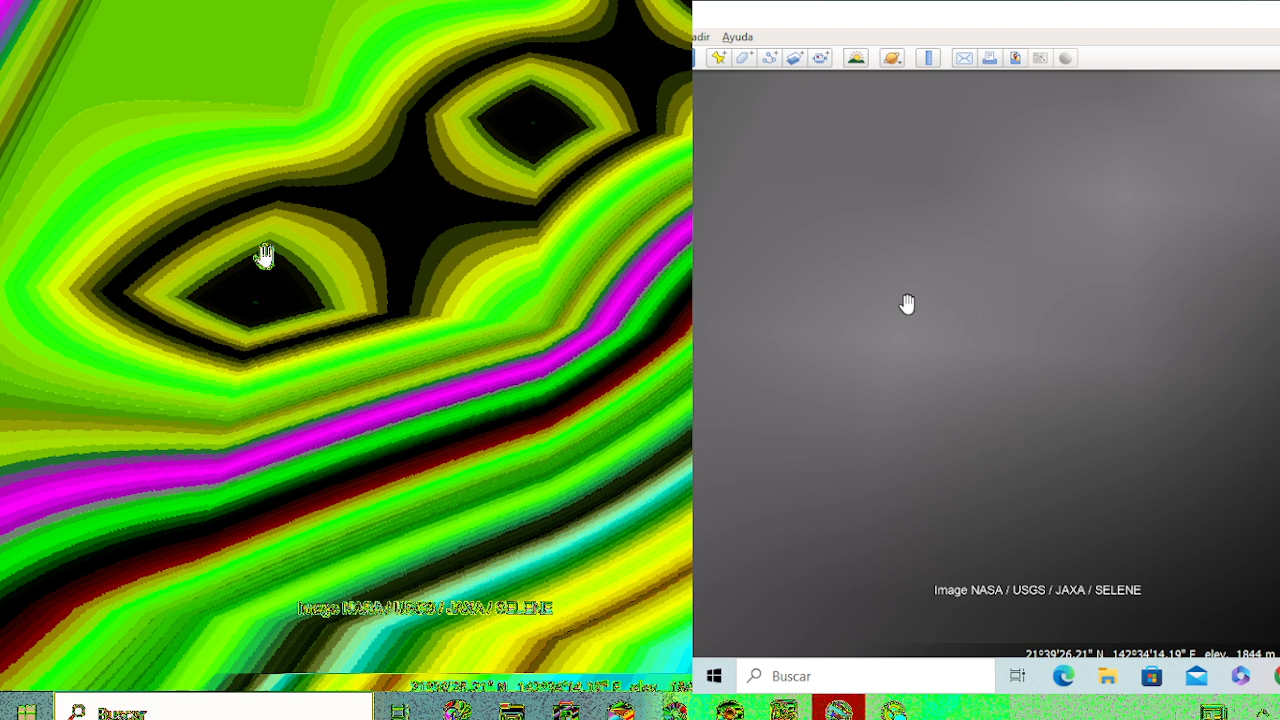 adir Ayuda
Image NASA / USGS / JAXA / SELENE
Image NASA / USGS / JAXA / SELENE
21°39'26.21" N 142°34'14.19" E elev. 1844 m
Buscar
Buscar